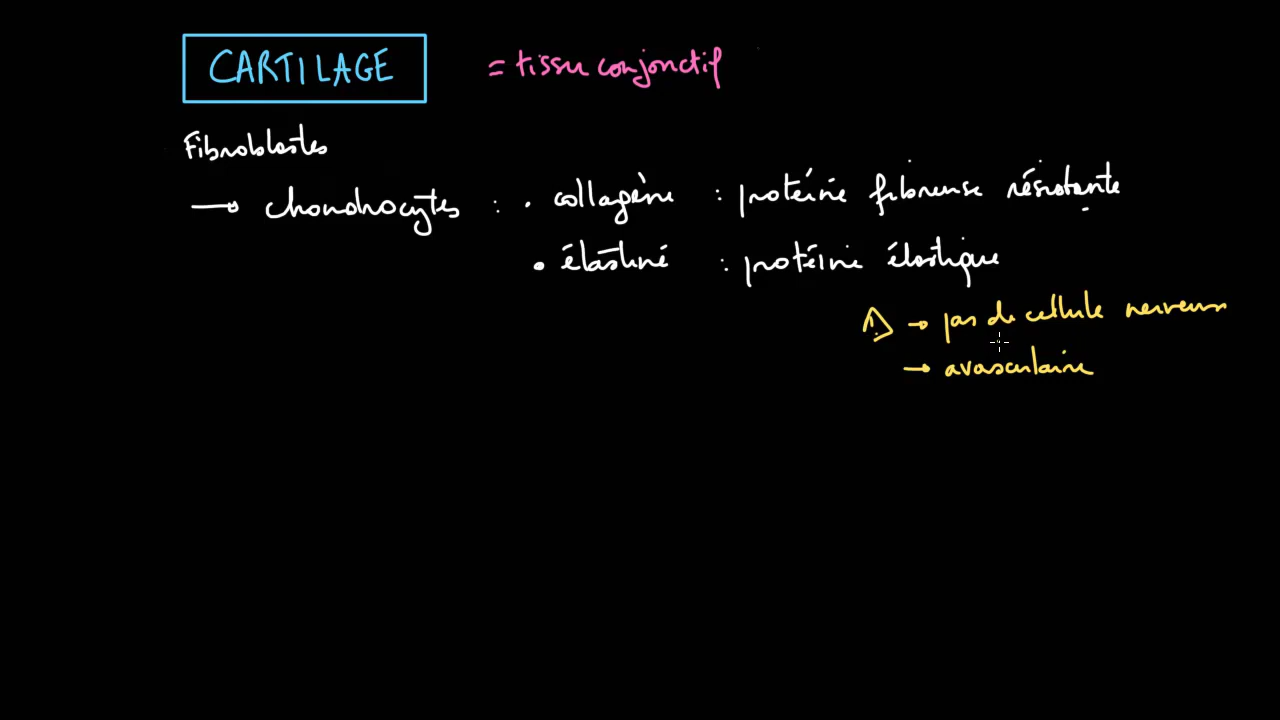 CARTILAGE = tissu conjonctif
Fibroblastes
→ chondrocytes : • collagène : protéine fibreuse résistante
• élastine : protéine élastique
⚠ → pas de cellule nerveuse
→ avasculaire